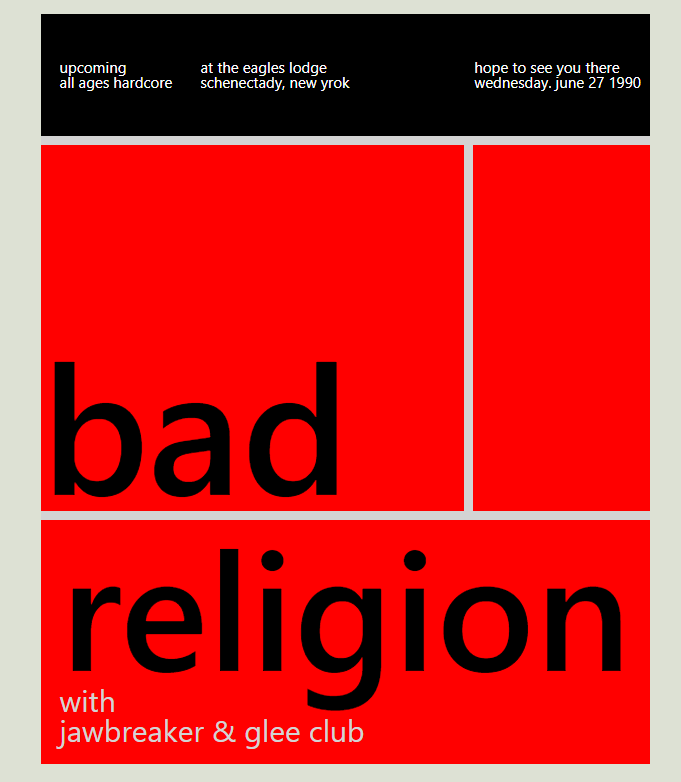 upcoming
all ages hardcore
at the eagles lodge
schenectady, new yrok
hope to see you there
wednesday. june 27 1990
bad
religion
with
jawbreaker & glee club